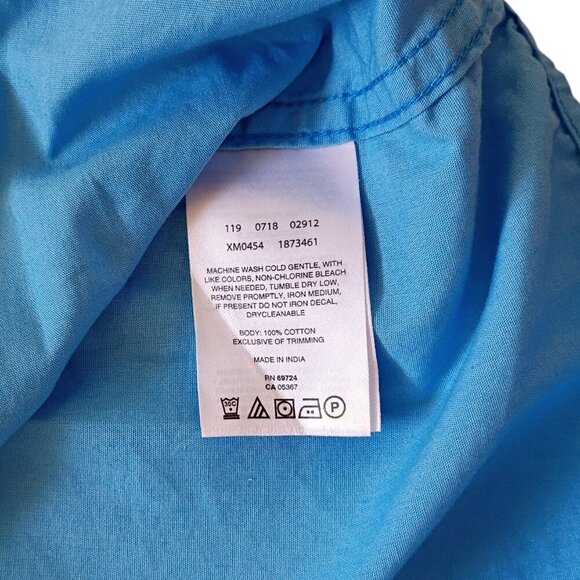 119 0718 02912
XM0454 1873461
MACHINE WASH COLD GENTLE, WITH
LIKE COLORS, NON-CHLORINE BLEACH
WHEN NEEDED, TUMBLE DRY LOW,
REMOVE PROMPTLY, IRON MEDIUM,
IF PRESENT DO NOT IRON DECAL,
DRYCLEANABLE
BODY: 100% COTTON
EXCLUSIVE OF TRIMMING
MADE IN INDIA
RN 69724
CA 05367
30C P